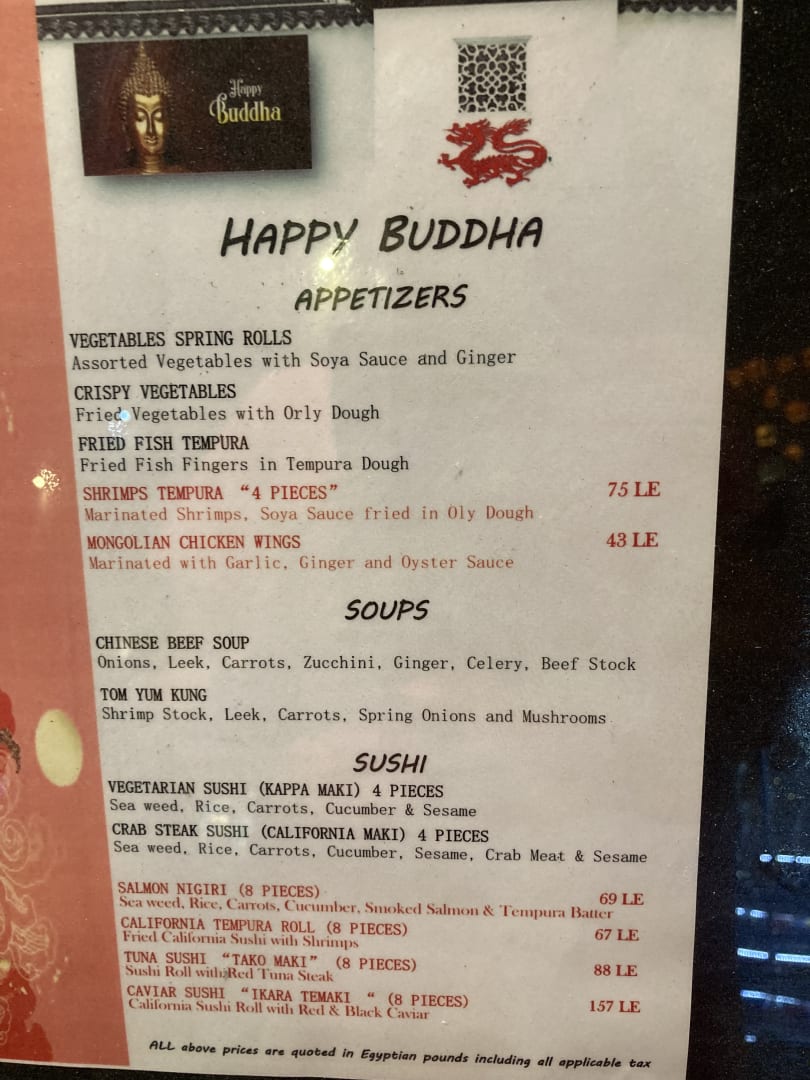 Happy
Buddha
HAPPY BUDDHA
APPETIZERS
VEGETABLES SPRING ROLLS
Assorted Vegetables with Soya Sauce and Ginger
CRISPY VEGETABLES
Fried Vegetables with Orly Dough
FRIED FISH TEMPURA
Fried Fish Fingers in Tempura Dough
SHRIMPS TEMPURA “4 PIECES” 75 LE
Marinated Shrimps, Soya Sauce fried in Oly Dough
MONGOLIAN CHICKEN WINGS 43 LE
Marinated with Garlic, Ginger and Oyster Sauce
SOUPS
CHINESE BEEF SOUP
Onions, Leek, Carrots, Zucchini, Ginger, Celery, Beef Stock
TOM YUM KUNG
Shrimp Stock, Leek, Carrots, Spring Onions and Mushrooms
SUSHI
VEGETARIAN SUSHI (KAPPA MAKI) 4 PIECES
Sea weed, Rice, Carrots, Cucumber & Sesame
CRAB STEAK SUSHI (CALIFORNIA MAKI) 4 PIECES
Sea weed, Rice, Carrots, Cucumber, Sesame, Crab Meat & Sesame
SALMON NIGIRI (8 PIECES) 69 LE
Sea weed, Rice, Carrots, Cucumber, Smoked Salmon & Tempura Batter
CALIFORNIA TEMPURA ROLL (8 PIECES) 67 LE
Fried California Sushi with Shrimps
TUNA SUSHI “TAKO MAKI” (8 PIECES) 88 LE
Sushi Roll with Red Tuna Steak
CAVIAR SUSHI “IKARA TEMAKI “ (8 PIECES) 157 LE
California Sushi Roll with Red & Black Caviar
ALL above prices are quoted in Egyptian pounds including all applicable tax